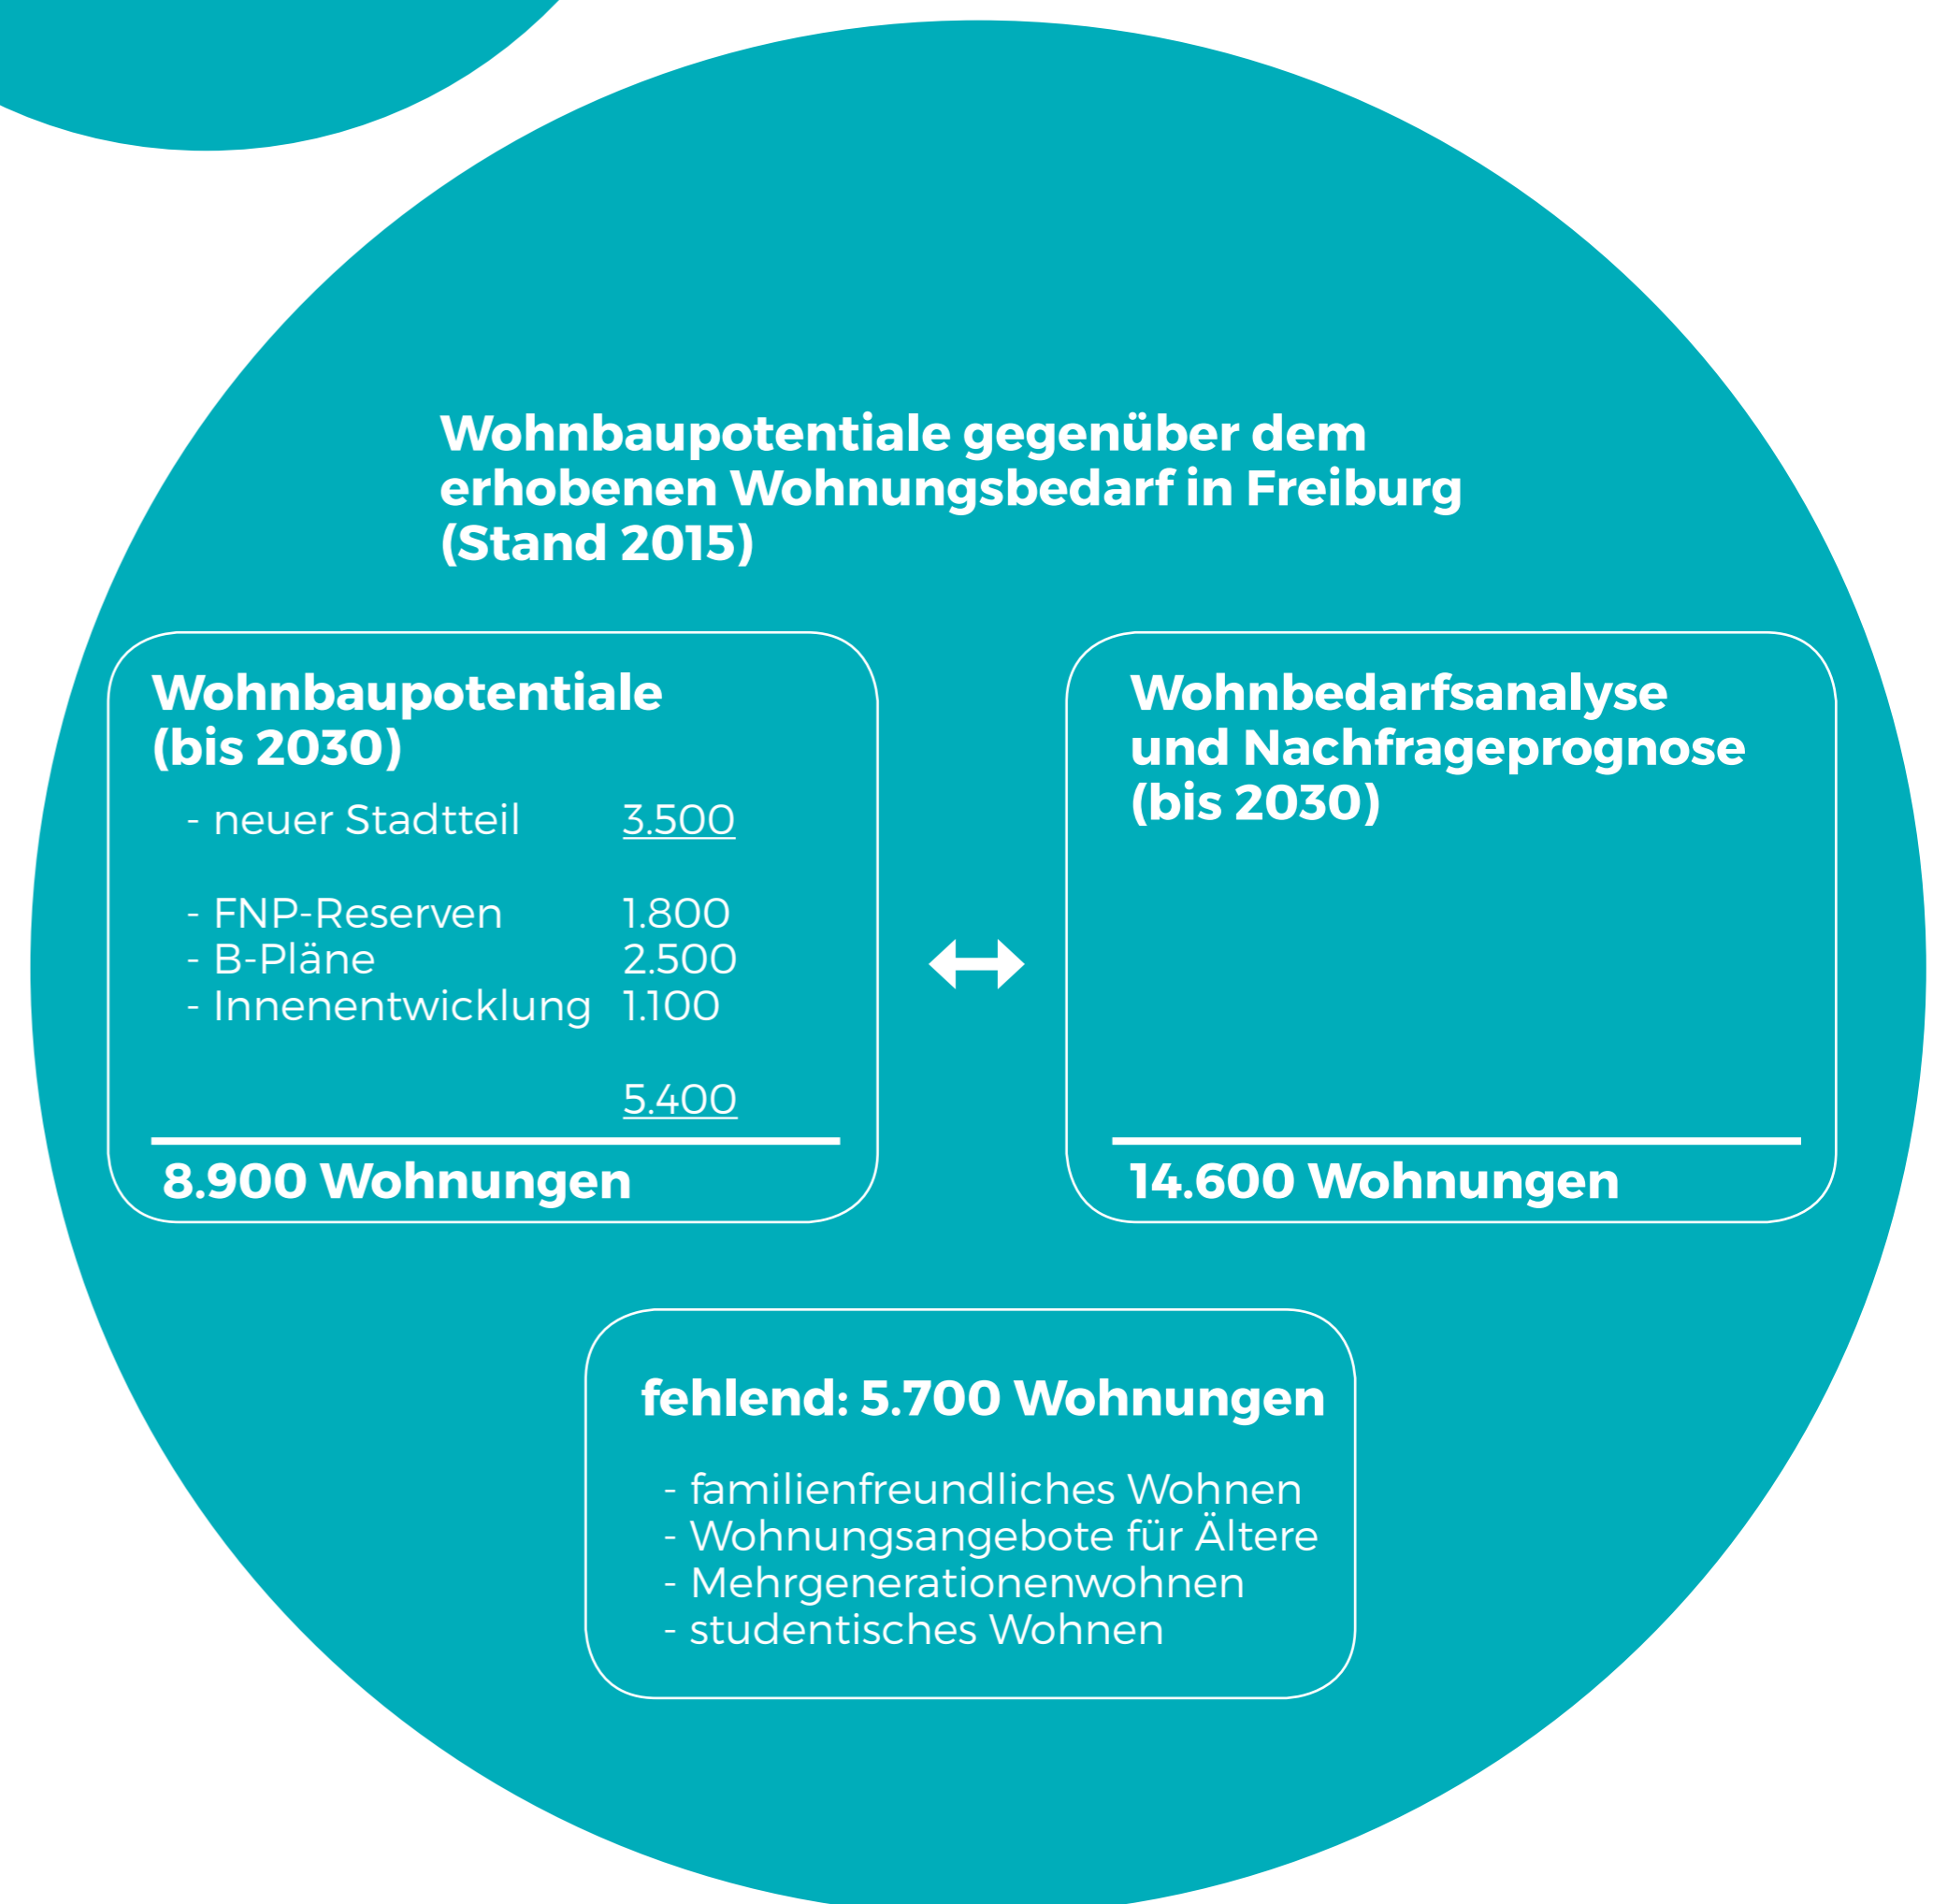 Wohnbaupotentiale gegenüber dem
erhobenen Wohnungsbedarf in Freiburg
(Stand 2015)
Wohnbaupotentiale
(bis 2030)
- neuer Stadtteil 3.500
- FNP-Reserven 1.800
- B-Pläne 2.500
- Innenentwicklung 1.100
5.400
8.900 Wohnungen
Wohnbedarfsanalyse
und Nachfrageprognose
(bis 2030)
14.600 Wohnungen
fehlend: 5.700 Wohnungen
- familienfreundliches Wohnen
- Wohnungsangebote für Ältere
- Mehrgenerationenwohnen
- studentisches Wohnen